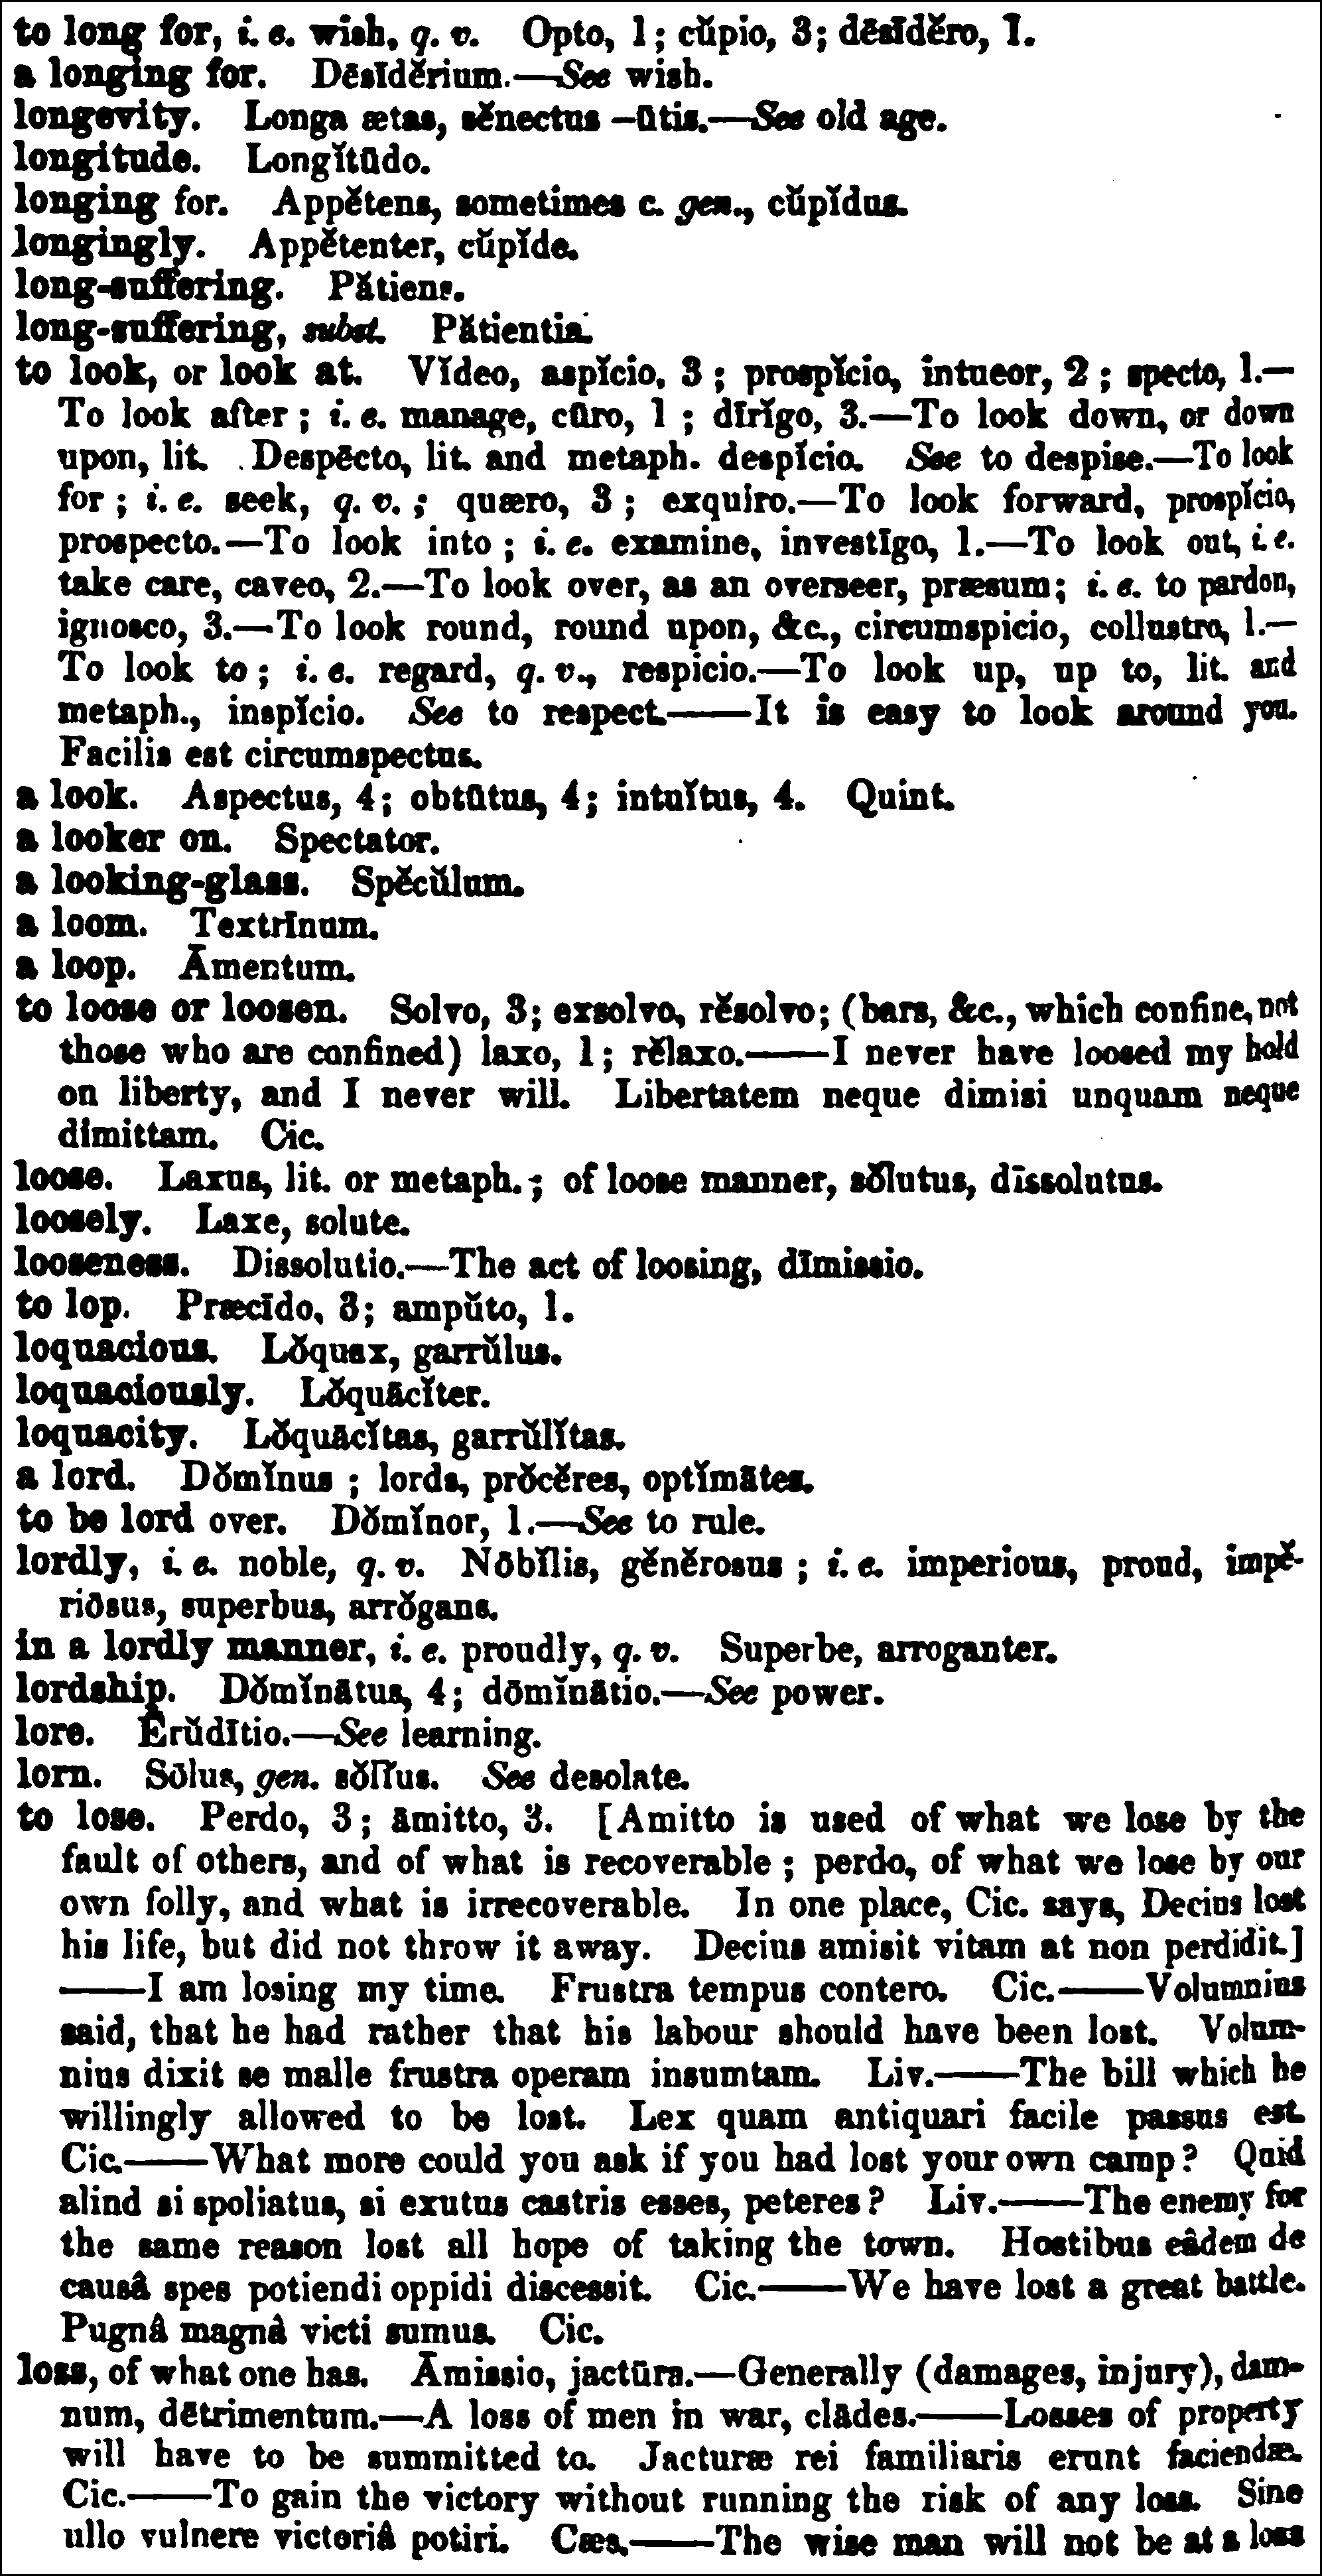 to long for, i. e. wish, q. v. Opto, 1; cŭpio, 3; dēsīdĕro, 1.
a longing for. Dēsīdĕrium.—See wish.
longevity. Longa ætas, sĕnectus –ūtis.—See old age.
longitude. Longĭtūdo.
longing for. Appĕtens, sometimes c. gen., cŭpĭdus.
longingly. Appĕtenter, cŭpĭde.
long-suffering. Pătiens.
long-suffering, subst. Pătientia.
to look, or look at. Vĭdeo, aspĭcio, 3; prospĭcio, intueor, 2; specto, 1.—
To look after; i. e. manage, cūro, 1; dīrĭgo, 3.—To look down, or down
upon, lit. Despēcto, lit. and metaph. despĭcio. See to despise.—To look
for; i. e. seek, q. v.; quæro, 3; exquiro.—To look forward, prospĭcio,
prospecto.—To look into; i. e. examine, investīgo, 1.—To look out, i. e.
take care, caveo, 2.—To look over, as an overseer, præsum; i. e. to pardon,
ignosco, 3.—To look round, round upon, &c., circumspicio, collustro, 1.—
To look to; i. e. regard, q. v., respicio.—To look up, up to, lit. and
metaph., inspĭcio. See to respect.——It is easy to look around you.
Facilis est circumspectus.
a look. Aspectus, 4; obtūtus, 4; intuĭtus, 4. Quint.
a looker on. Spectator.
a looking-glass. Spĕcŭlum.
a loom. Textrīnum.
a loop. Āmentum.
to loose or loosen. Solvo, 3; exsolvo, rĕsolvo; (bars, &c., which confine, not
those who are confined) laxo, 1; rĕlaxo.——I never have loosed my hold
on liberty, and I never will. Libertatem neque dimisi unquam neque
dimittam. Cic.
loose. Laxus, lit. or metaph.; of loose manner, sŏlutus, dīssolutus.
loosely. Laxe, solute.
looseness. Dissolutio.—The act of loosing, dīmissio.
to lop. Præcīdo, 3; ampŭto, 1.
loquacious. Lŏquax, garrŭlus.
loquaciously. Lŏquācĭter.
loquacity. Lŏquācĭtas, garrŭlĭtas.
a lord. Dŏmĭnus; lords, prŏcĕres, optĭmātes.
to be lord over. Dŏmĭnor, 1.—See to rule.
lordly, i. e. noble, q. v. Nōbĭlis, gĕnĕrosus; i. e. imperious, proud, impĕ-
riōsus, superbus, arrŏgans.
in a lordly manner, i. e. proudly, q. v. Superbe, arroganter.
lordship. Dŏmĭnātus, 4; dōmĭnātio.—See power.
lore. Ērŭdītio.—See learning.
lorn. Sōlus, gen. sŏlīus. See desolate.
to lose. Perdo, 3; āmitto, 3. [Amitto is used of what we lose by the
fault of others, and of what is recoverable; perdo, of what we lose by our
own folly, and what is irrecoverable. In one place, Cic. says, Decius lost
his life, but did not throw it away. Decius amisit vitam at non perdidit.]
——I am losing my time. Frustra tempus contero. Cic.——Volumnius
said, that he had rather that his labour should have been lost. Volum-
nius dixit se malle frustra operam insumtam. Liv.——The bill which he
willingly allowed to be lost. Lex quam antiquari facile passus est.
Cic.——What more could you ask if you had lost your own camp? Quid
aliud si spoliatus, si exutus castris esses, peteres? Liv.——The enemy for
the same reason lost all hope of taking the town. Hostibus eâdem de
causâ spes potiendi oppidi discessit. Cic.——We have lost a great battle.
Pugnâ magnâ victi sumus. Cic.
loss, of what one has. Āmissio, jactūra.—Generally (damages, injury), dam-
num, dētrimentum.—A loss of men in war, clādes.——Losses of property
will have to be summitted to. Jacturæ rei familiaris erunt faciendæ.
Cic.——To gain the victory without running the risk of any loss. Sine
ullo vulnere victoriâ potiri. Cæs.——The wise man will not be at a loss